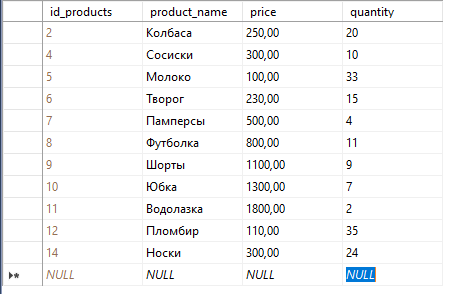 id_products product_name price quantity
2 Колбаса 250,00 20
4 Сосиски 300,00 10
5 Молоко 100,00 33
6 Творог 230,00 15
7 Памперсы 500,00 4
8 Футболка 800,00 11
9 Шорты 1100,00 9
10 Юбка 1300,00 7
11 Водолазка 1800,00 2
12 Пломбир 110,00 35
14 Носки 300,00 24
NULL NULL NULL NULL